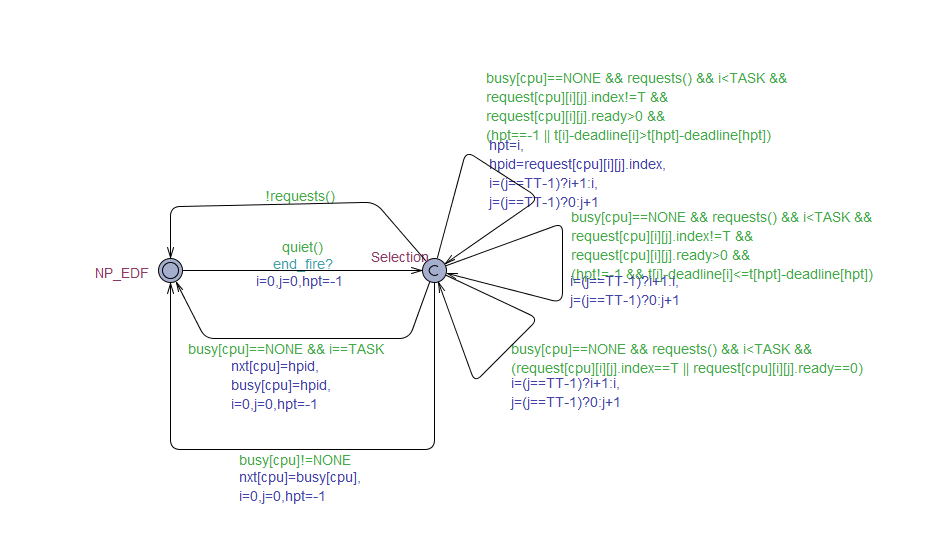 busy[cpu]==NONE && requests() && i<TASK &&
request[cpu][i][j].index!=T &&
request[cpu][i][j].ready>0 &&
(hpt==-1 || t[i]-deadline[i]>t[hpt]-deadline[hpt])
hpt=i,
hpid=request[cpu][i][j].index,
i=(j==TT-1)?i+1:i,
j=(j==TT-1)?0:j+1
!requests()
busy[cpu]==NONE && requests() && i<TASK &&
request[cpu][i][j].index!=T &&
request[cpu][i][j].ready>0 &&
(hpt!=-1 && t[i]-deadline[i]<=t[hpt]-deadline[hpt])
i=(j==TT-1)?i+1:i,
j=(j==TT-1)?0:j+1
quiet()
end_fire?
i=0,j=0,hpt=-1
Selection
C
NP_EDF
busy[cpu]==NONE && i==TASK
nxt[cpu]=hpid,
busy[cpu]=hpid,
i=0,j=0,hpt=-1
busy[cpu]==NONE && requests() && i<TASK &&
(request[cpu][i][j].index==T || request[cpu][i][j].ready==0)
i=(j==TT-1)?i+1:i,
j=(j==TT-1)?0:j+1
busy[cpu]!=NONE
nxt[cpu]=busy[cpu],
i=0,j=0,hpt=-1